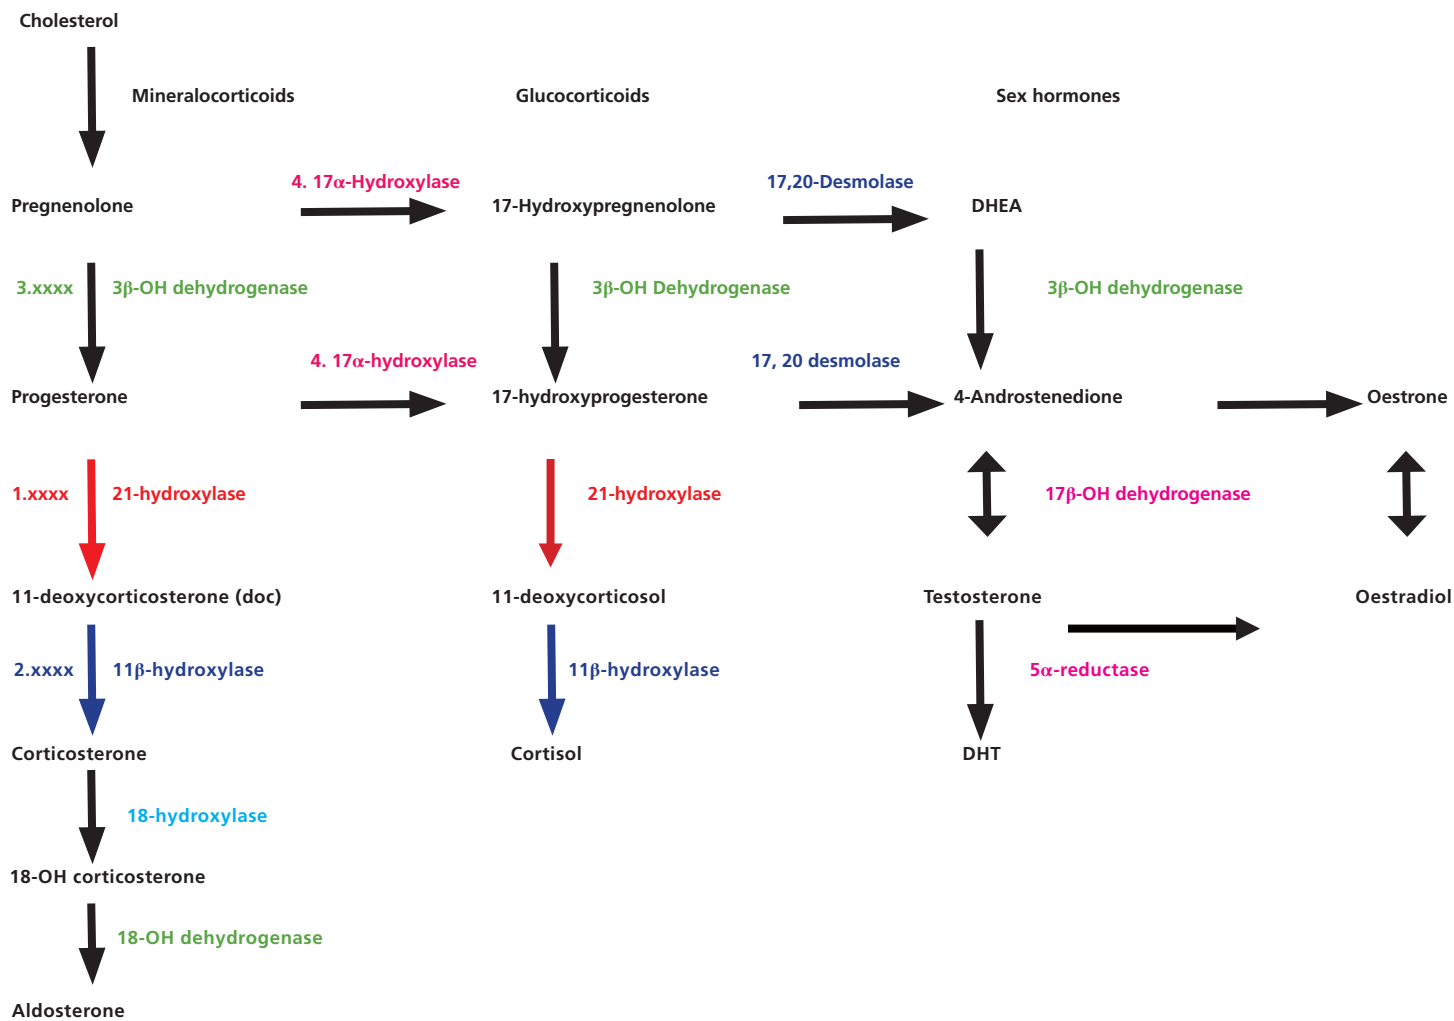 Cholesterol
Mineralocorticoids
Glucocorticoids
Sex hormones
4. 17α-Hydroxylase
17,20-Desmolase
Pregnenolone
17-Hydroxypregnenolone
DHEA
3.xxxx
3β-OH dehydrogenase
3β-OH Dehydrogenase
3β-OH dehydrogenase
4. 17α-hydroxylase
17, 20 desmolase
Progesterone
17-hydroxyprogesterone
4-Androstenedione
Oestrone
1.xxxx
21-hydroxylase
21-hydroxylase
17β-OH dehydrogenase
11-deoxycorticosterone (doc)
11-deoxycorticosol
Testosterone
Oestradiol
2.xxxx
11β-hydroxylase
11β-hydroxylase
5α-reductase
Corticosterone
Cortisol
DHT
18-hydroxylase
18-OH corticosterone
18-OH dehydrogenase
Aldosterone